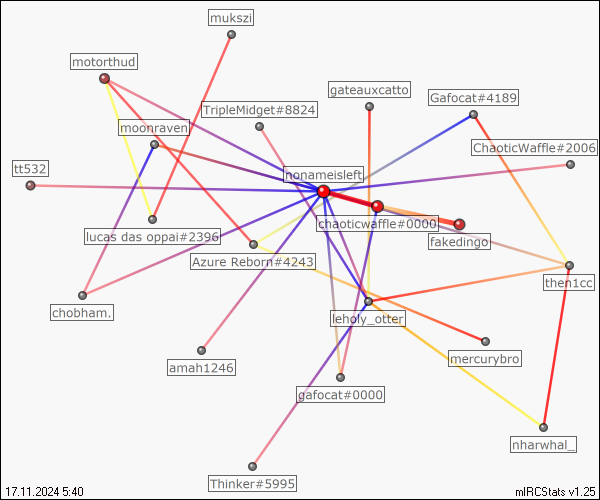 mukszi
motorthud
gateauxcatto
Gafocat#4189
TripleMidget#8824
moonraven
ChaoticWaffle#2006
tt532
nonameisleft
chaoticwaffle#0000
lucas das oppai#2396
fakedingo
Azure Reborn#4243
then1cc
chobham.
leholy_otter
mercurybro
amah1246
gafocat#0000
nharwhal_
Thinker#5995
17.11.2024 5:40
mIRCStats v1.25